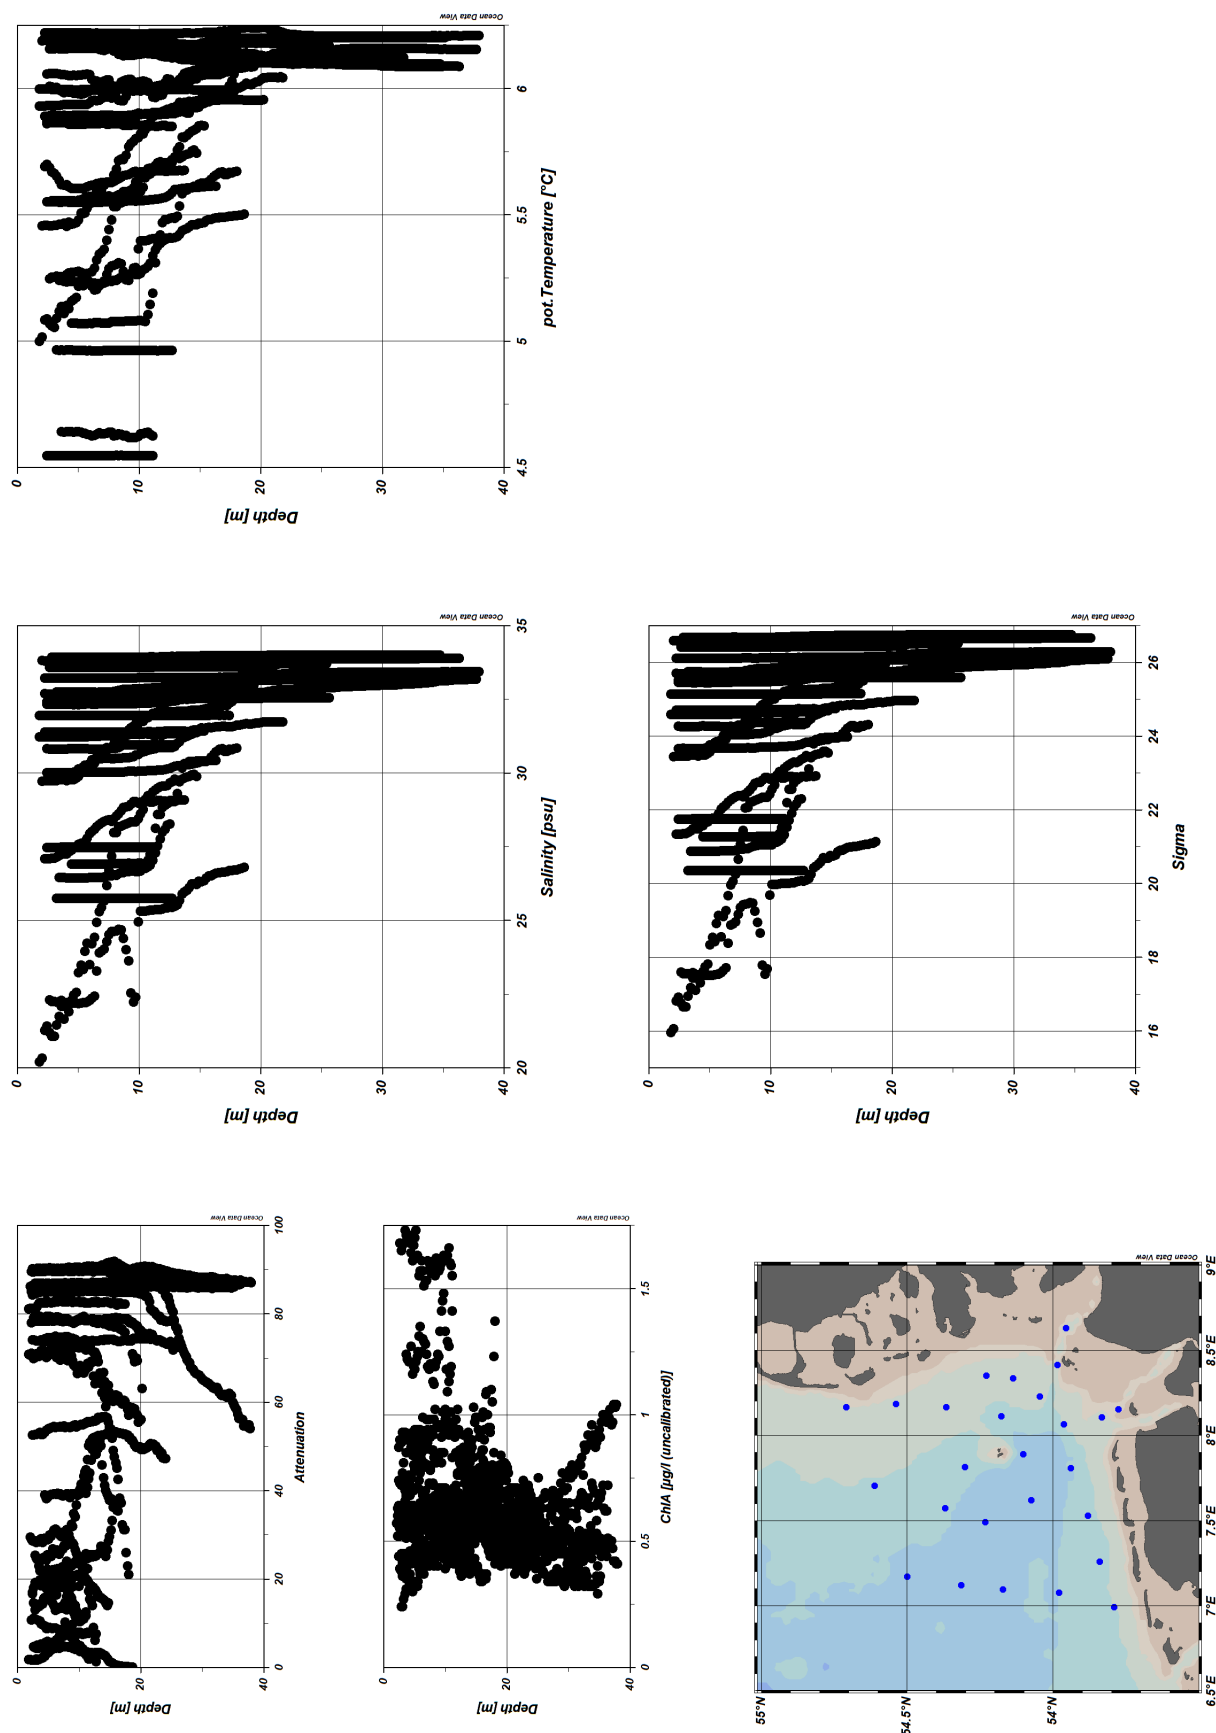 Ocean Data View
0
20
40
Depth [m]
0
20
40
60
80
100
Attenuation
Ocean Data View
0
10
20
30
40
Depth [m]
20
25
30
35
Salinity [psu]
Ocean Data View
0
10
20
30
40
Depth [m]
4.5
5
5.5
6
pot.Temperature [°C]
Ocean Data View
0
20
40
Depth [m]
0
0.5
1
1.5
ChlA [µg/l (uncalibrated)]
Ocean Data View
0
10
20
30
40
Depth [m]
16
18
20
22
24
26
Sigma
Ocean Data View
55°N
54.5°N
54°N
6.5°E
7°E
7.5°E
8°E
8.5°E
9°E